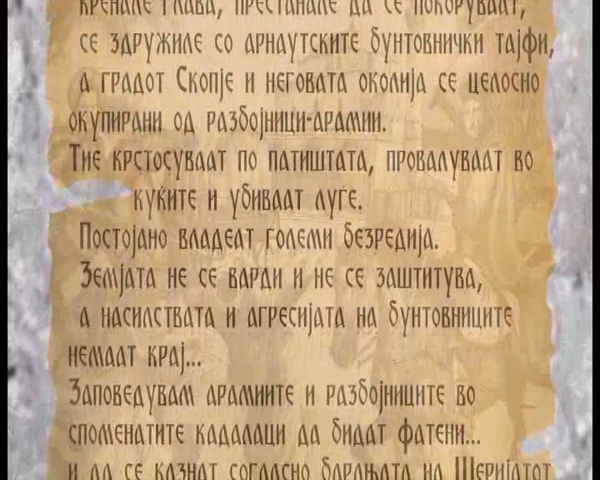 кренале глава, престанале да се покоруваат,
се здружиле со арнаутските бунтовнички тајфи,
а градот Скопје и неговата околија се целосно
окупирани од разбојници-арамии.
Тие крстосуваат по патиштата, провалуваат во
куќите и убиваат луѓе.
Постојано владеат големи безредија.
Земјата не се варди и не се заштитува,
а насилствата и агресијата на бунтовниците
немаат крај...
Заповедувам арамиите и разбојниците во
споменатите кадалаци да бидат фатени...
и да се казнат согласно барањата на Шеријатот